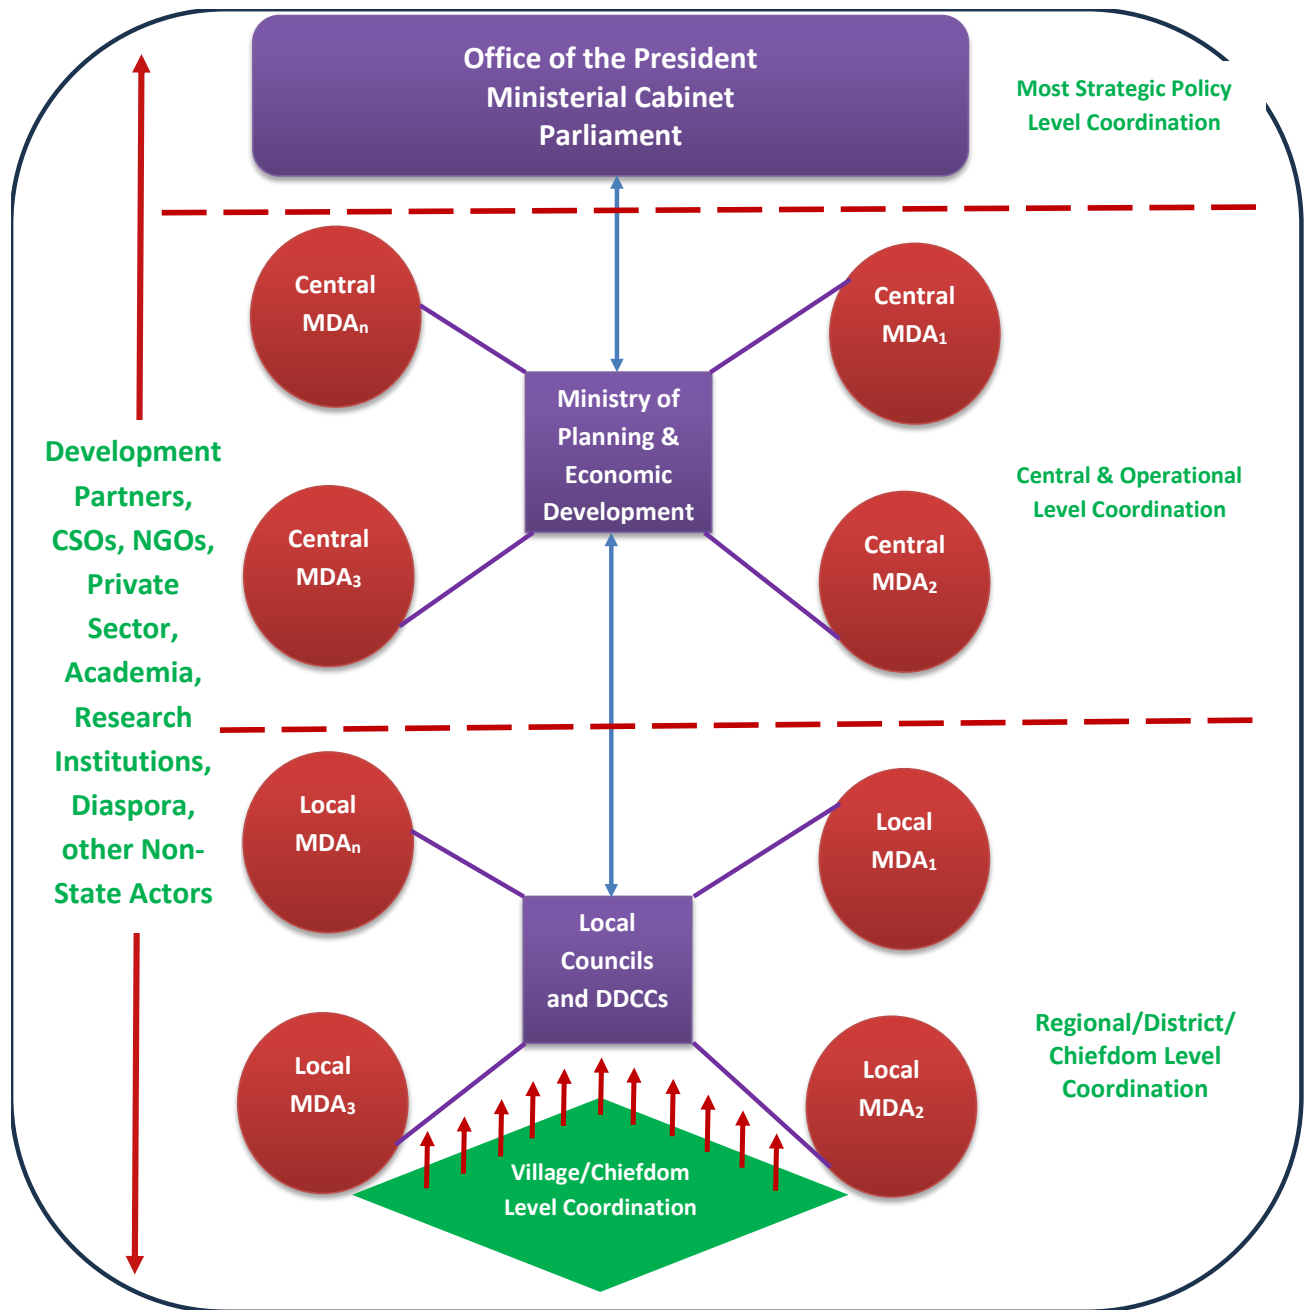 Office of the President
Ministerial Cabinet
Parliament
Most Strategic Policy
Level Coordination
Central
MDAₙ
Central
MDA₁
Ministry of
Planning &
Economic
Development
Central
MDA₃
Central
MDA₂
Central & Operational
Level Coordination
Development
Partners,
CSOs, NGOs,
Private
Sector,
Academia,
Research
Institutions,
Diaspora,
other Non-
State Actors
Local
MDAₙ
Local
MDA₁
Local
Councils
and DDCCs
Local
MDA₃
Local
MDA₂
Regional/District/
Chiefdom Level
Coordination
Village/Chiefdom
Level Coordination